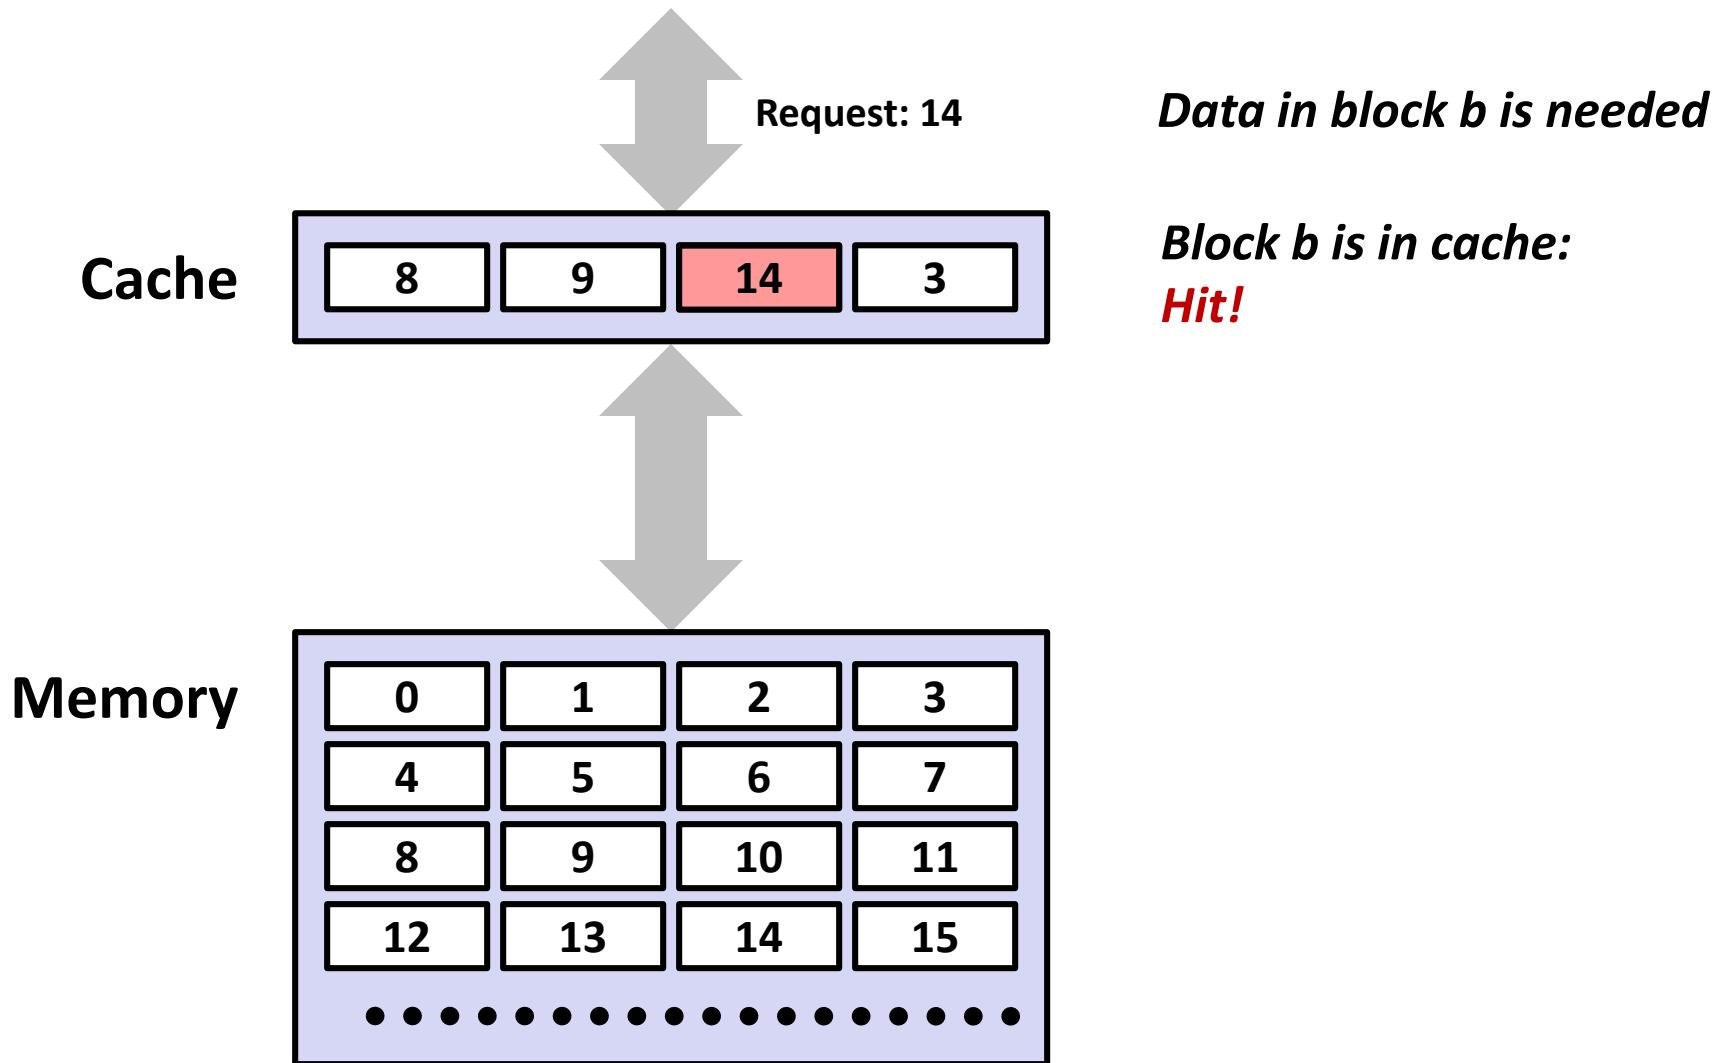 Request: 14
Data in block b is needed
Cache
8 9 14 3
Block b is in cache:
Hit!
Memory
0 1 2 3
4 5 6 7
8 9 10 11
12 13 14 15